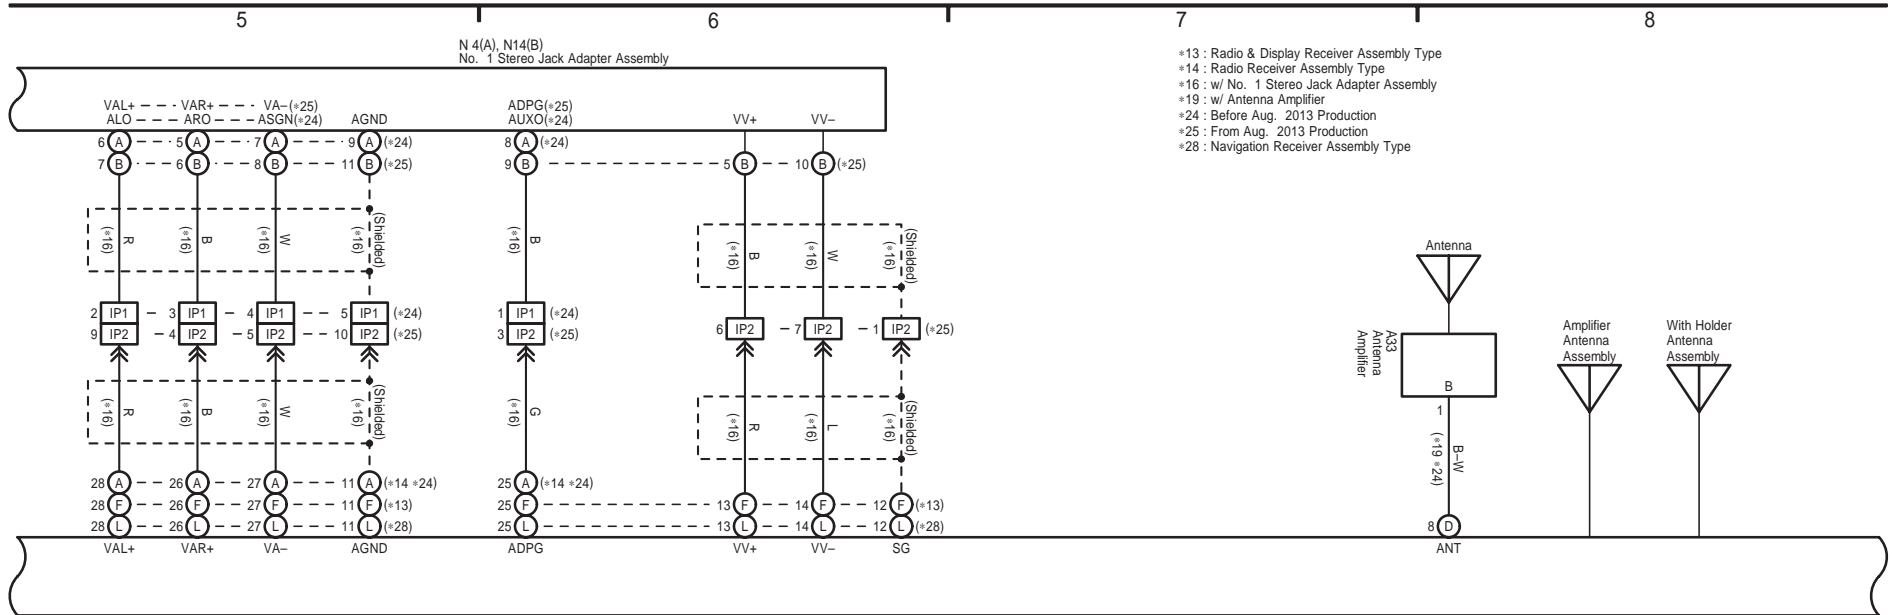 5 6 7 8
N 4(A), N14(B)
No. 1 Stereo Jack Adapter Assembly
∗13 : Radio & Display Receiver Assembly Type
∗14 : Radio Receiver Assembly Type
∗16 : w/ No. 1 Stereo Jack Adapter Assembly
∗19 : w/ Antenna Amplifier
∗24 : Before Aug. 2013 Production
∗25 : From Aug. 2013 Production
∗28 : Navigation Receiver Assembly Type
VAL+ VAR+ VA−(∗25) ADPG(∗25)
ALO ARO ASGN(∗24) AGND AUXO(∗24) VV+ VV−
6 A 5 A 7 A 9 A (∗24) 8 A (∗24)
7 B 6 B 8 B 11 B (∗25) 9 B 5 B 10 B (∗25)
R B W (Shielded) B B W (Shielded)
(∗16) (∗16) (∗16) (∗16) (∗16) (∗16) (∗16) (∗16)
2 IP1 3 IP1 4 IP1 5 IP1 (∗24) 1 IP1 (∗24)
9 IP2 4 IP2 5 IP2 10 IP2 (∗25) 3 IP2 (∗25) 6 IP2 7 IP2 1 IP2 (∗25)
R B W (Shielded) G R L (Shielded)
(∗16) (∗16) (∗16) (∗16) (∗16) (∗16) (∗16) (∗16)
28 A 26 A 27 A 11 A (∗14 ∗24) 25 A (∗14 ∗24)
28 F 26 F 27 F 11 F (∗13) 25 F 13 F 14 F 12 F (∗13)
28 L 26 L 27 L 11 L (∗28) 25 L 13 L 14 L 12 L (∗28)
VAL+ VAR+ VA− AGND ADPG VV+ VV− SG
Antenna
A33
Antenna
Amplifier
B
1
B−W
(∗19 ∗24)
8 D
ANT
Amplifier
Antenna
Assembly
With Holder
Antenna
Assembly